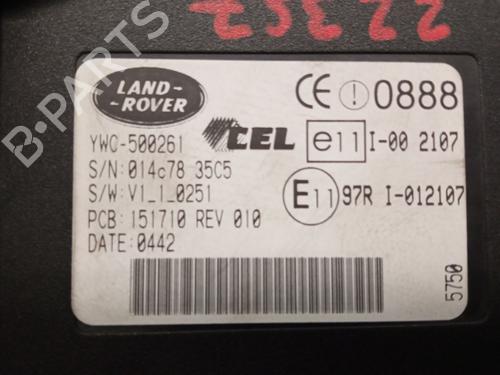 22357
LAND-
-ROVER
CE ! 0888
YWC-500261
CEL
e11 I-00 2107
S/N:014c78 35C5
S/W:V1_1_0251
E11 97R I-012107
PCB:151710 REV 010
DATE:0442
5750
B-PARTS